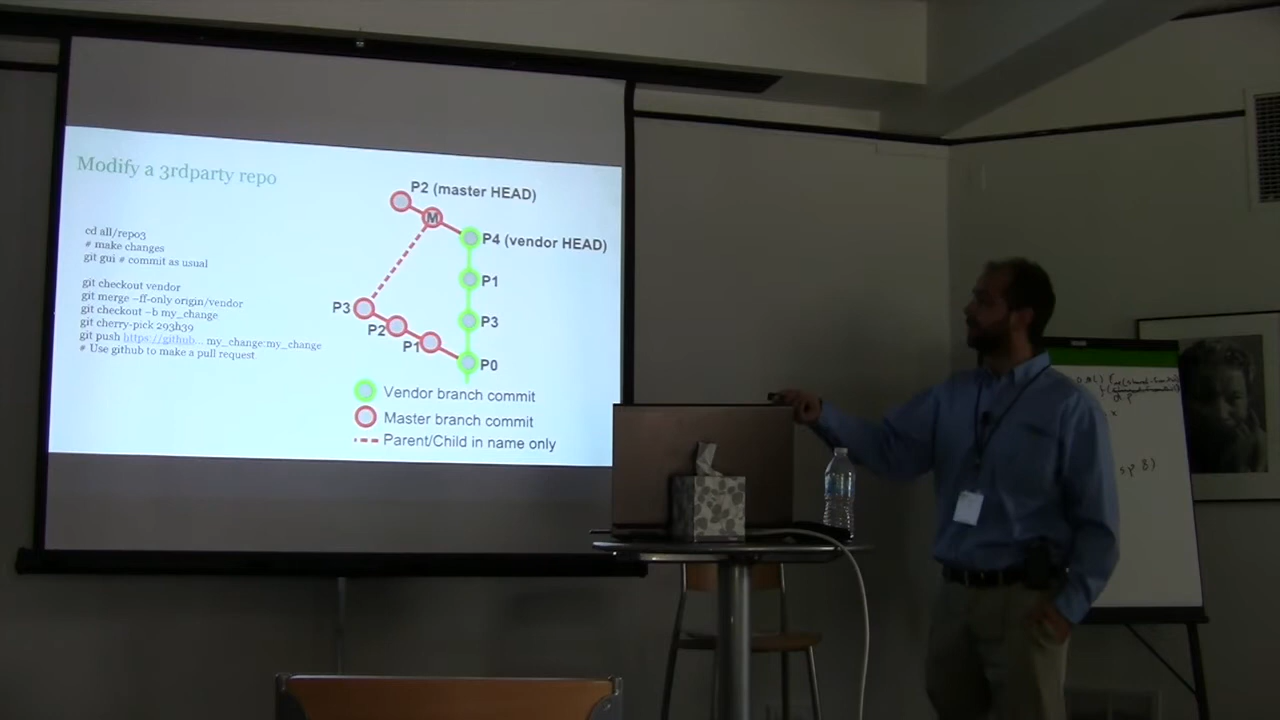 Modify a 3rdparty repo
cd all/repo3
# make changes
git gui # commit as usual
git checkout vendor
git merge –ff-only origin/vendor
git checkout –b my_change
git cherry-pick 293h39
git push https://github... my_change:my_change
# Use github to make a pull request
P2 (master HEAD)
M
P4 (vendor HEAD)
P1
P3
P3
P2
P1
P0
Vendor branch commit
Master branch commit
Parent/Child in name only